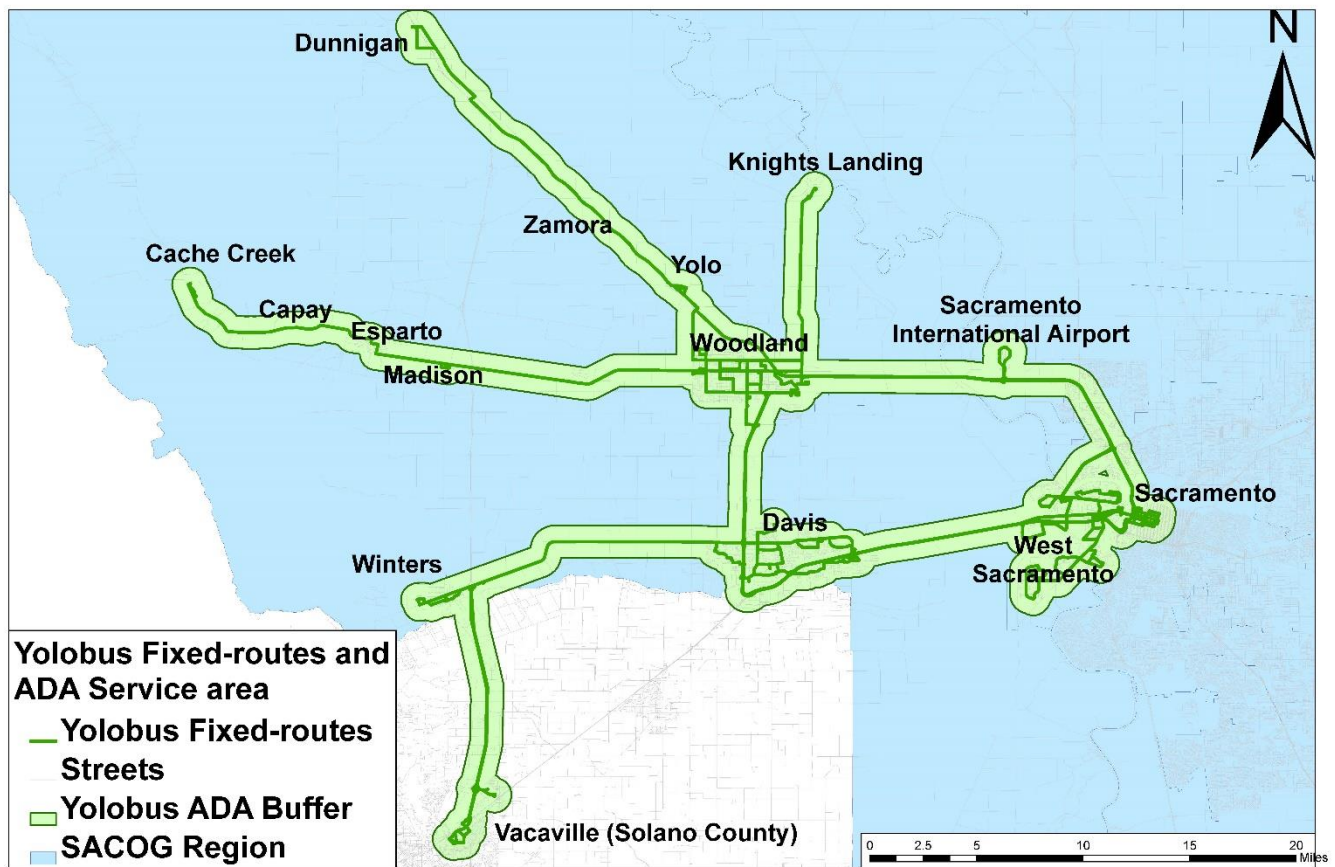 Dunnigan
N
Knights Landing
Zamora
Cache Creek
Yolo
Capay
Sacramento
International Airport
Esparto
Woodland
Madison
Sacramento
Davis
West
Sacramento
Winters
Vacaville (Solano County)
Yolobus Fixed-routes and
ADA Service area
Yolobus Fixed-routes
Streets
Yolobus ADA Buffer
SACOG Region
0 2.5 5 10 15 20
Miles